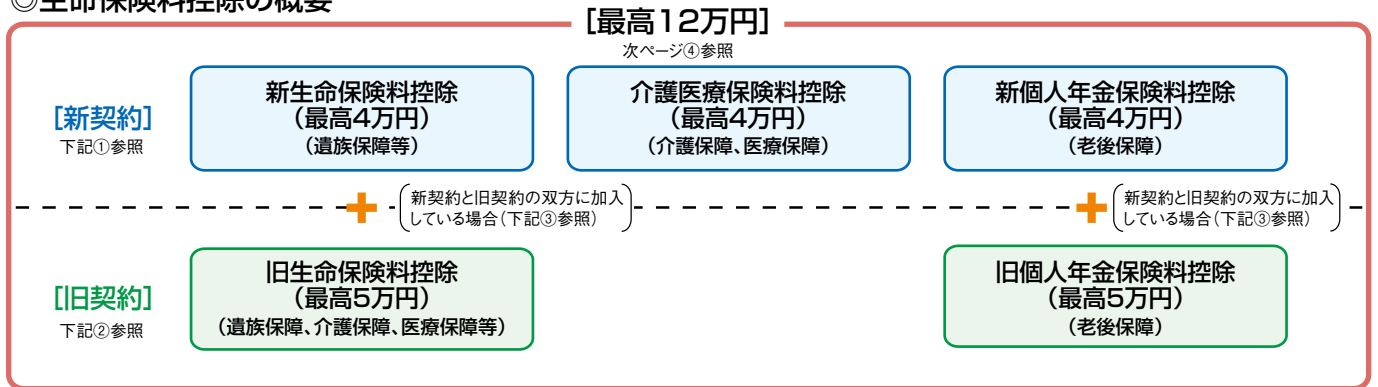 ◎生命保険料控除の概要
[最高12万円]
次ページ④参照
[新契約]
下記①参照
新生命保険料控除
（最高4万円）
（遺族保障等）
介護医療保険料控除
（最高4万円）
（介護保障、医療保障）
新個人年金保険料控除
（最高4万円）
（老後保障）
＋
新契約と旧契約の双方に加入
している場合（下記③参照）
＋
新契約と旧契約の双方に加入
している場合（下記③参照）
[旧契約]
下記②参照
旧生命保険料控除
（最高5万円）
（遺族保障、介護保障、医療保障等）
旧個人年金保険料控除
（最高5万円）
（老後保障）